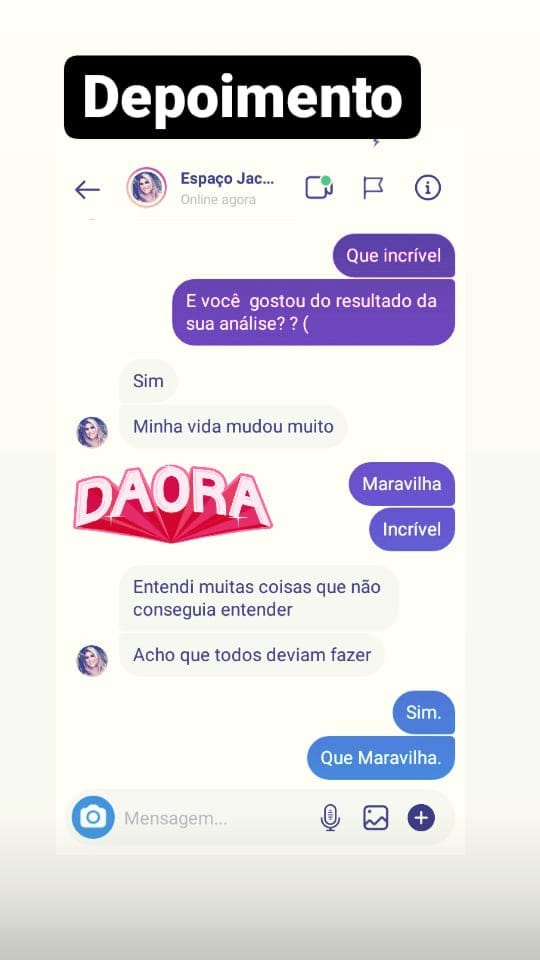 Depoimento
Espaço Jac...
Online agora
Que incrível
E você gostou do resultado da
sua análise? ? (
Sim
Minha vida mudou muito
DAORA
Maravilha
Incrível
Entendi muitas coisas que não
conseguia entender
Acho que todos deviam fazer
Sim.
Que Maravilha.
Mensagem...